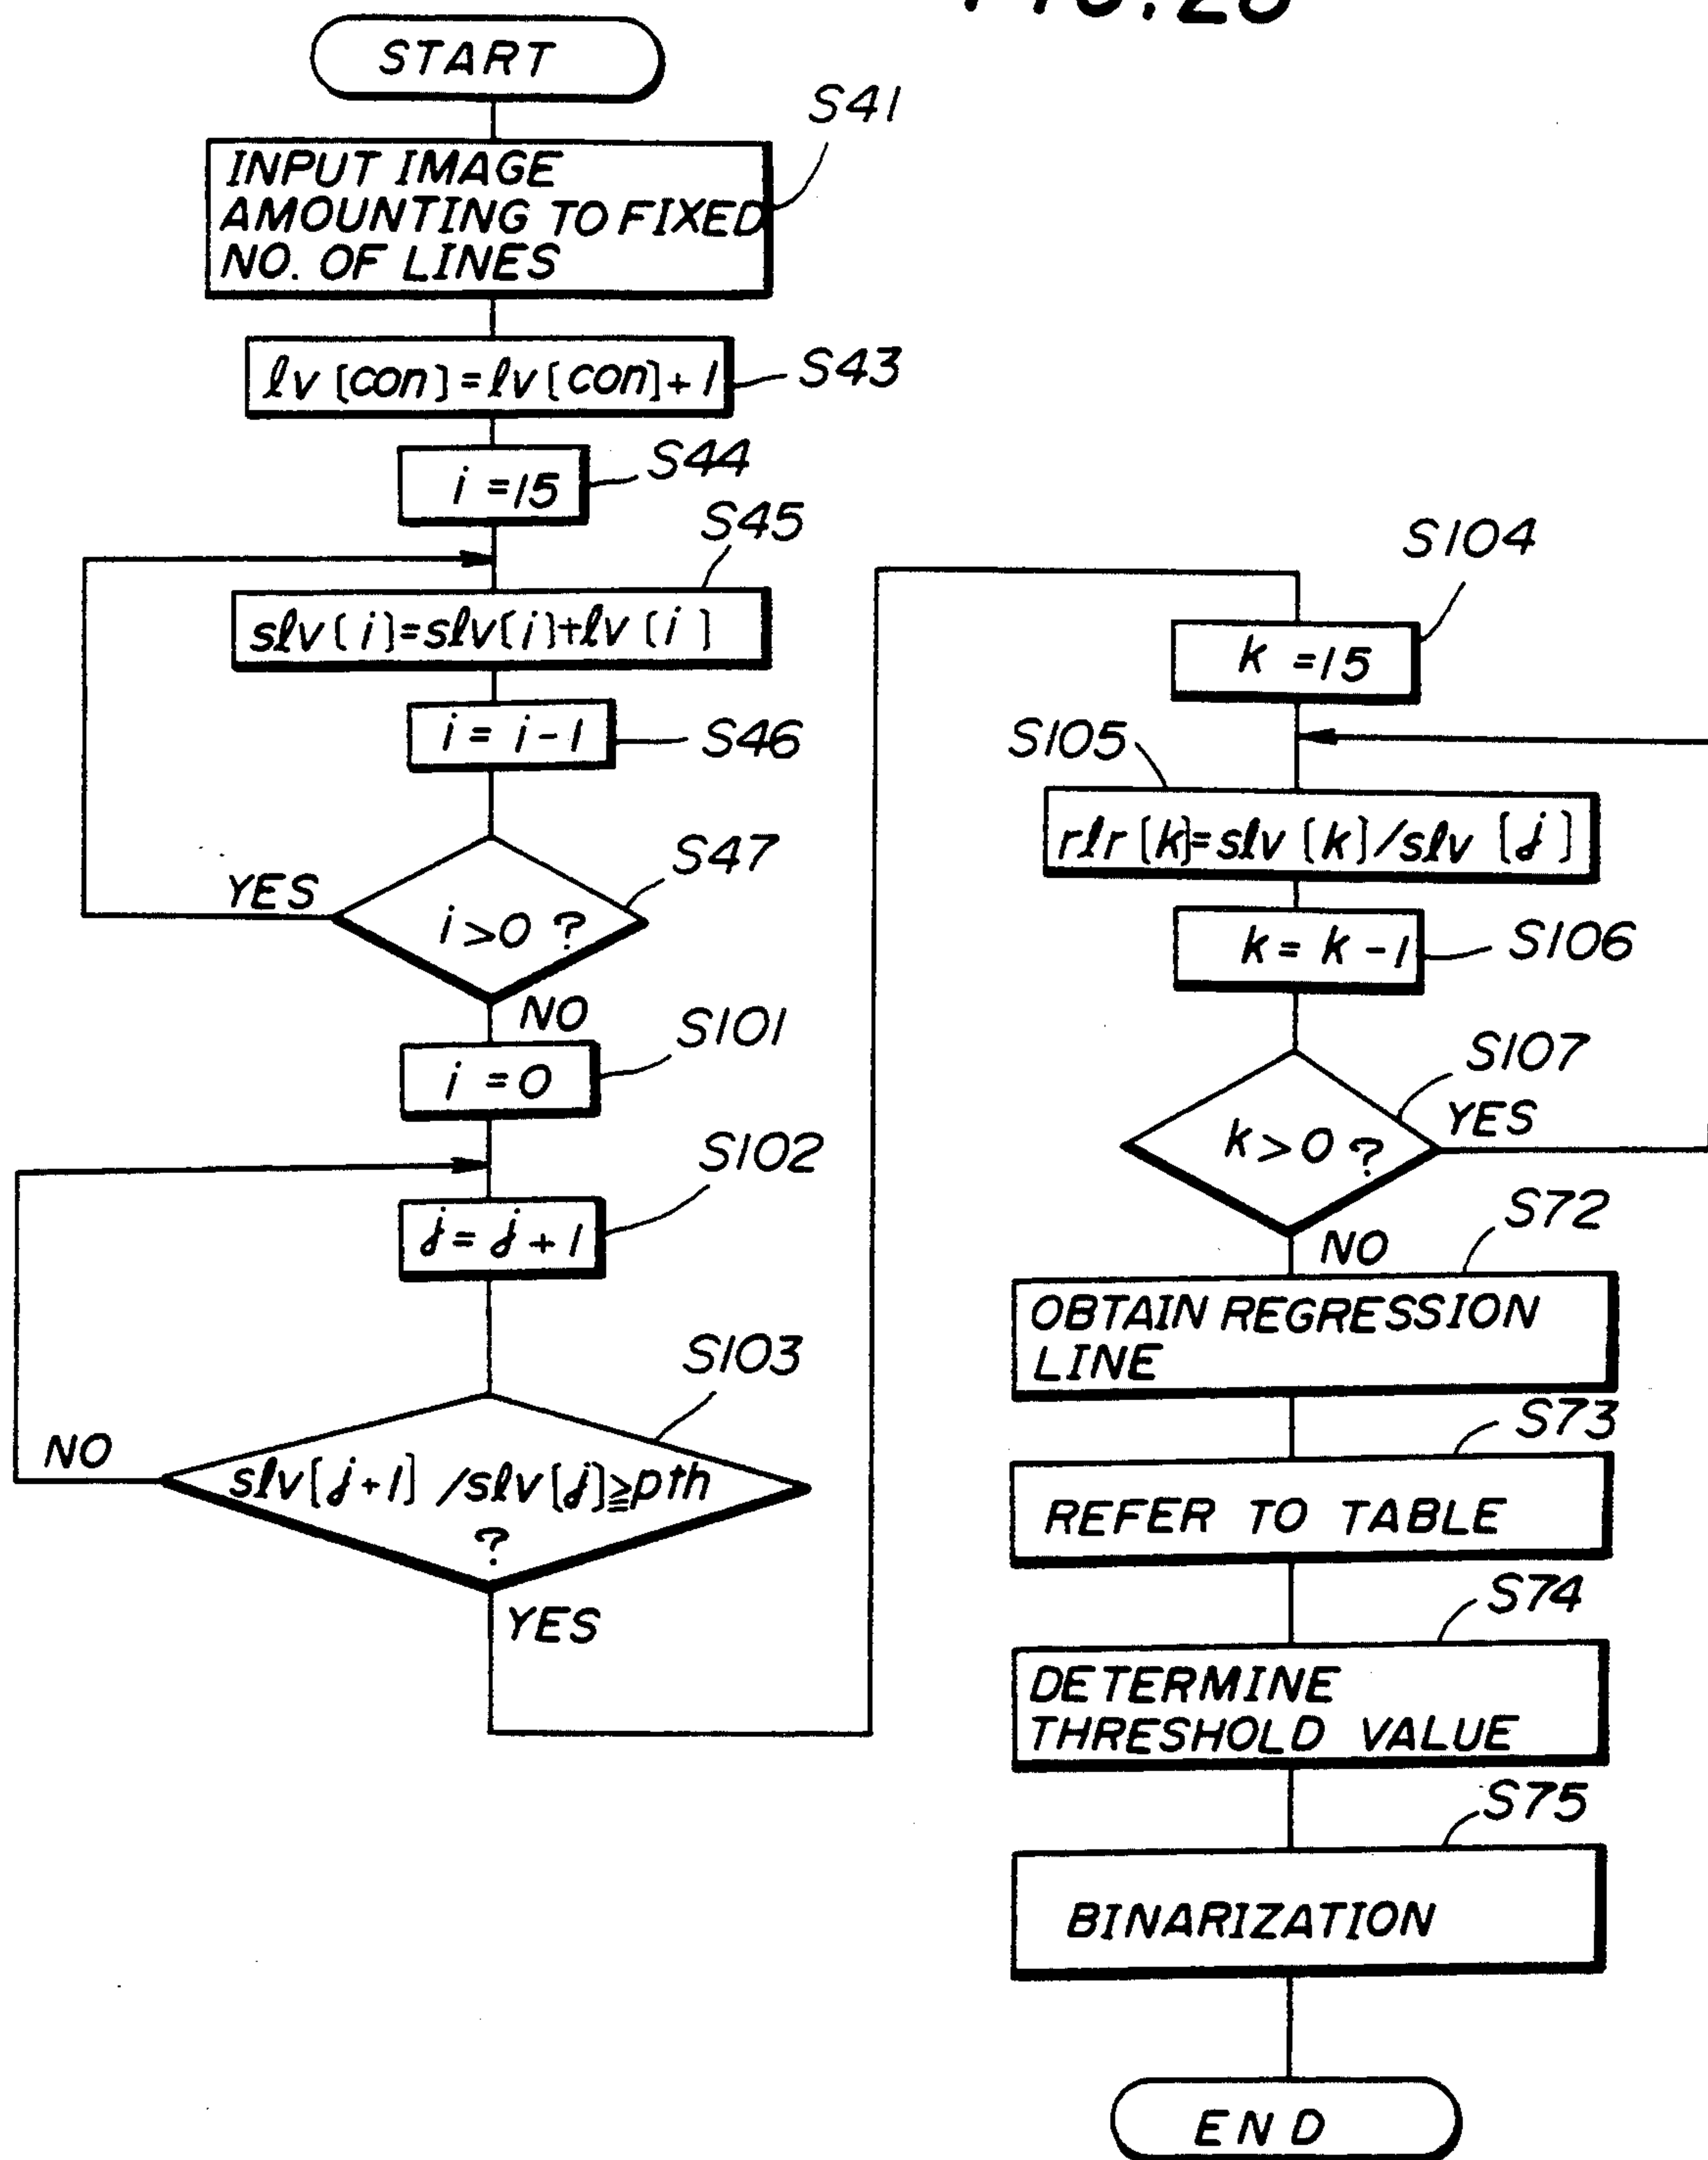 START
S41
INPUT IMAGE
AMOUNTING TO FIXED
NO. OF LINES
ℓv[con]=ℓv[con]+1
S43
i=15
S44
S45
sℓv[i]=sℓv[i]+ℓv[i]
i=i-1
S46
S47
YES
i>0?
NO
S101
i=0
S102
j=j+1
S103
NO
sℓv[j+1]/sℓv[j]≧pth
?
YES
S104
k=15
S105
rℓr[k]=sℓv[k]/sℓv[j]
k=k-1
S106
S107
k>0?
YES
NO
S72
OBTAIN REGRESSION
LINE
S73
REFER TO TABLE
S74
DETERMINE
THRESHOLD VALUE
S75
BINARIZATION
END